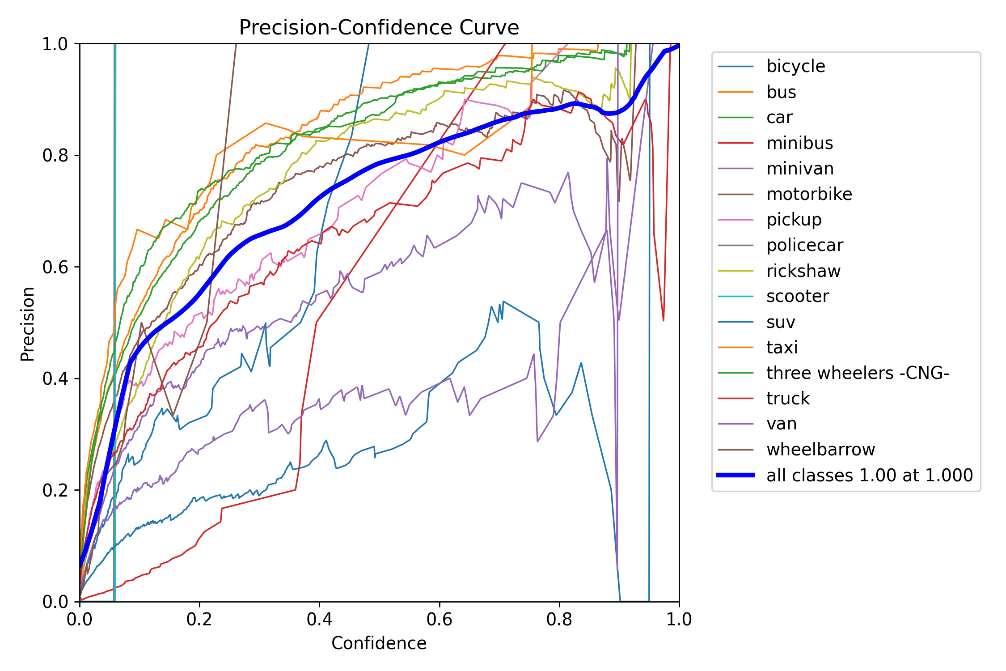 Precision-Confidence Curve
1.0
0.8
0.6
0.4
0.2
0.0
Precision
0.0 0.2 0.4 0.6 0.8 1.0
Confidence
bicycle
bus
car
minibus
minivan
motorbike
pickup
policecar
rickshaw
scooter
suv
taxi
three wheelers -CNG-
truck
van
wheelbarrow
all classes 1.00 at 1.000